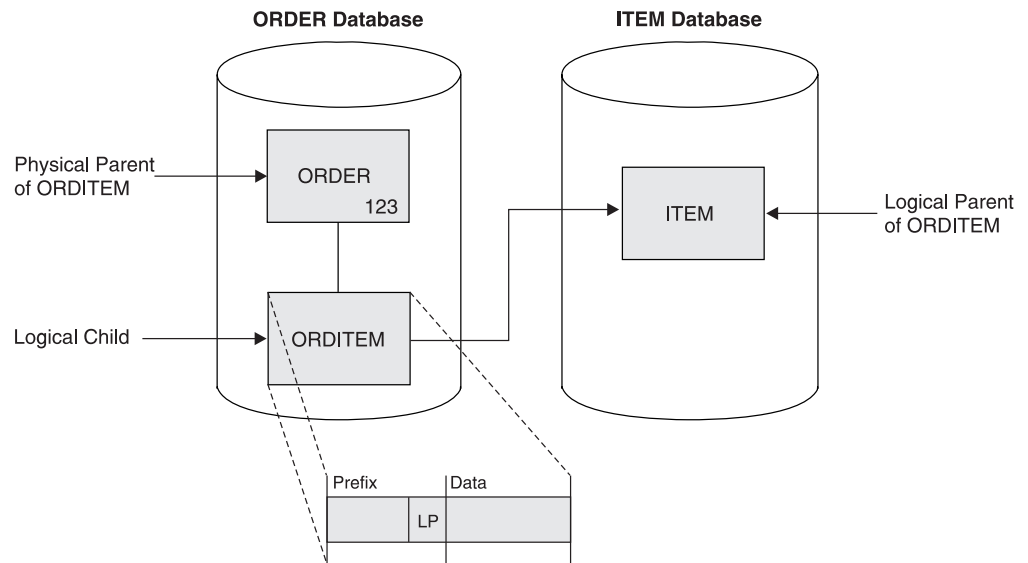 ORDER Database
ITEM Database
Physical Parent
of ORDITEM
ORDER
123
ITEM
Logical Parent
of ORDITEM
Logical Child
ORDITEM
Prefix
Data
LP